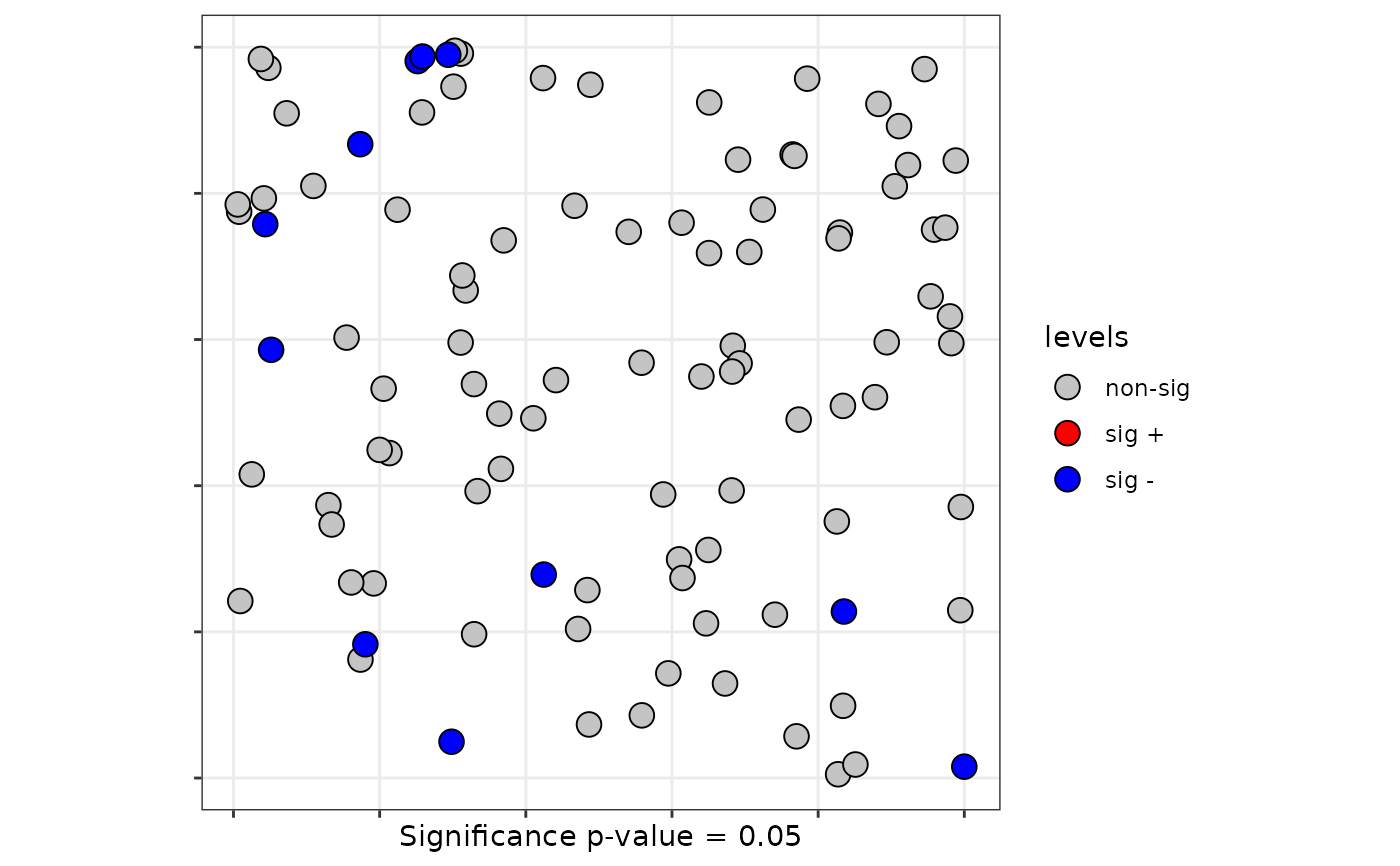 levels
non-sig
sig +
sig -
Significance p-value = 0.05